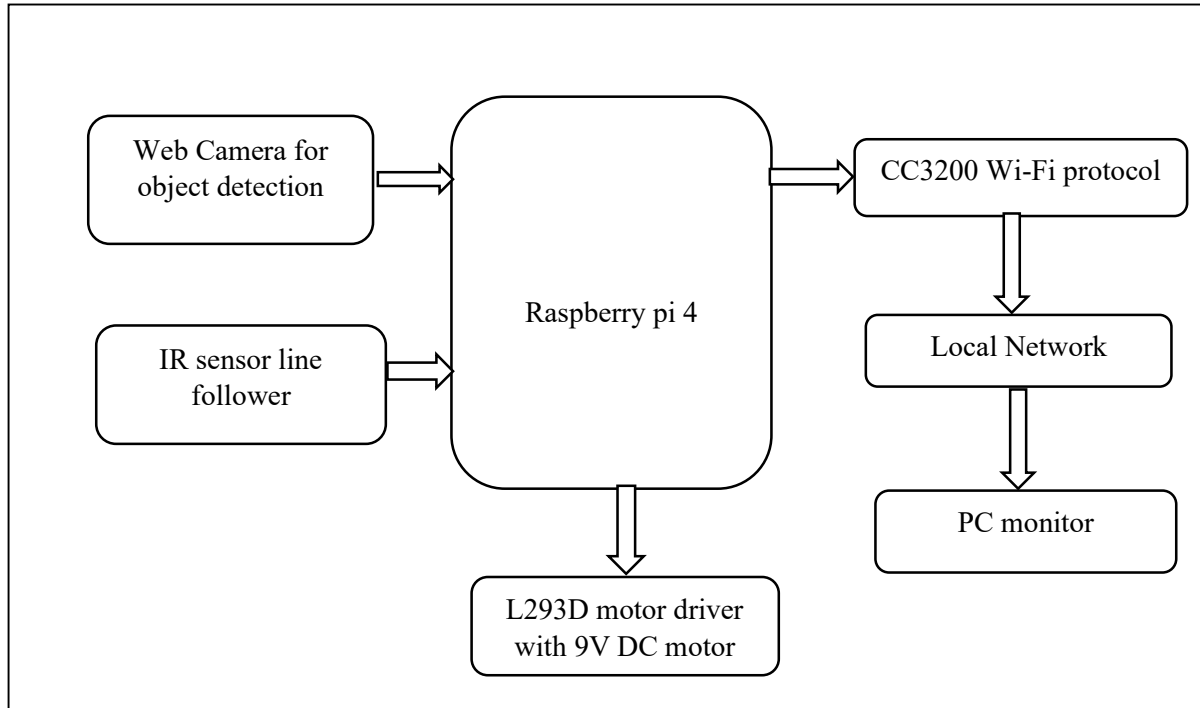 Web Camera for
object detection
IR sensor line
follower
Raspberry pi 4
L293D motor driver
with 9V DC motor
CC3200 Wi-Fi protocol
Local Network
PC monitor